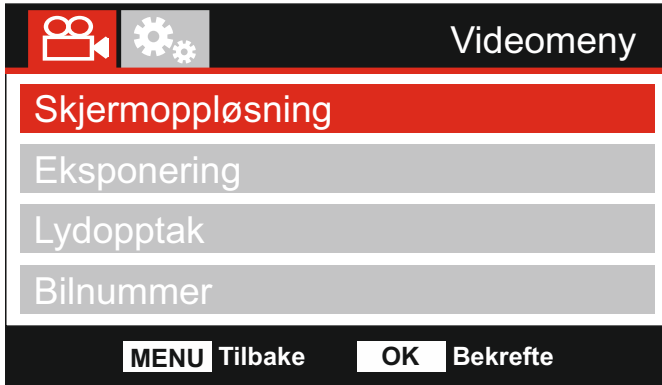 Videomeny
Skjermoppløsning
Eksponering
Lydopptak
Bilnummer
MENU Tilbake OK Bekrefte